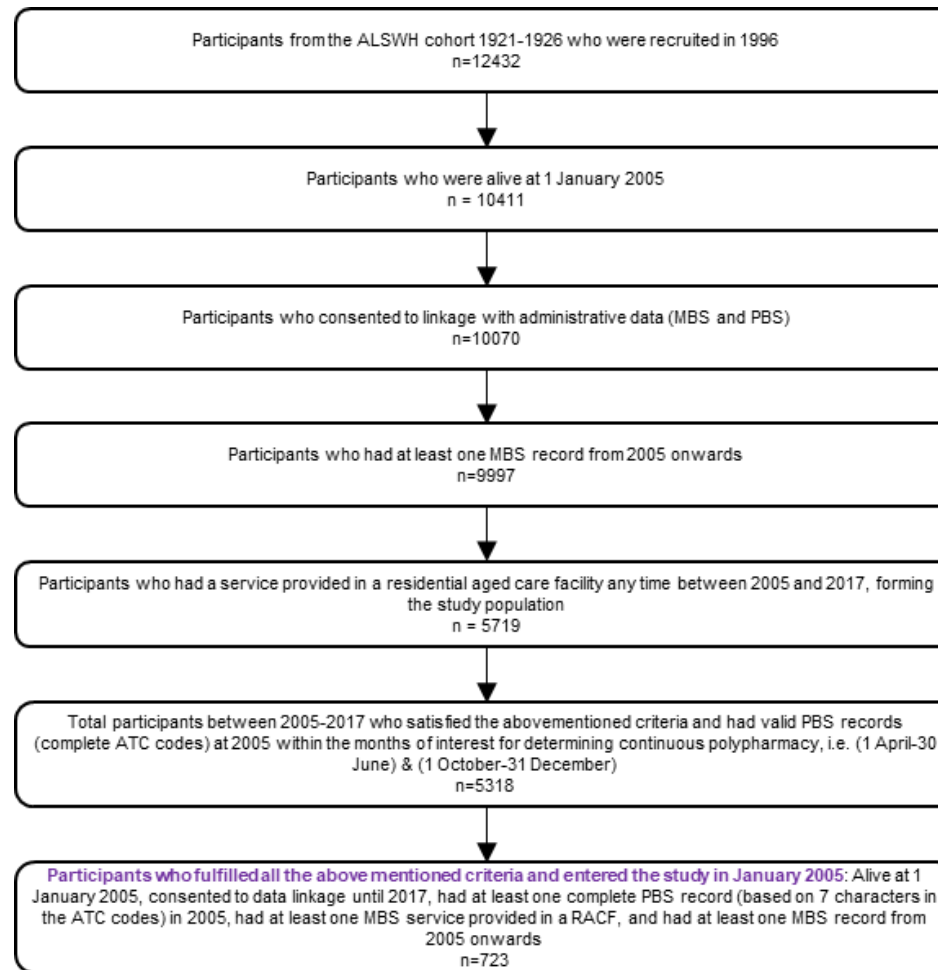 Participants from the ALSWH cohort 1921-1926 who were recruited in 1996
n=12432
Participants who were alive at 1 January 2005
n = 10411
Participants who consented to linkage with administrative data (MBS and PBS)
n=10070
Participants who had at least one MBS record from 2005 onwards
n=9997
Participants who had a service provided in a residential aged care facility any time between 2005 and 2017, forming
the study population
n = 5719
Total participants between 2005-2017 who satisfied the abovementioned criteria and had valid PBS records
(complete ATC codes) at 2005 within the months of interest for determining continuous polypharmacy, i.e. (1 April-30
June) & (1 October-31 December)
n=5318
Participants who fulfilled all the above mentioned criteria and entered the study in January 2005: Alive at 1
January 2005, consented to data linkage until 2017, had at least one complete PBS record (based on 7 characters in
the ATC codes) in 2005, had at least one MBS service provided in a RACF, and had at least one MBS record from
2005 onwards
n=723